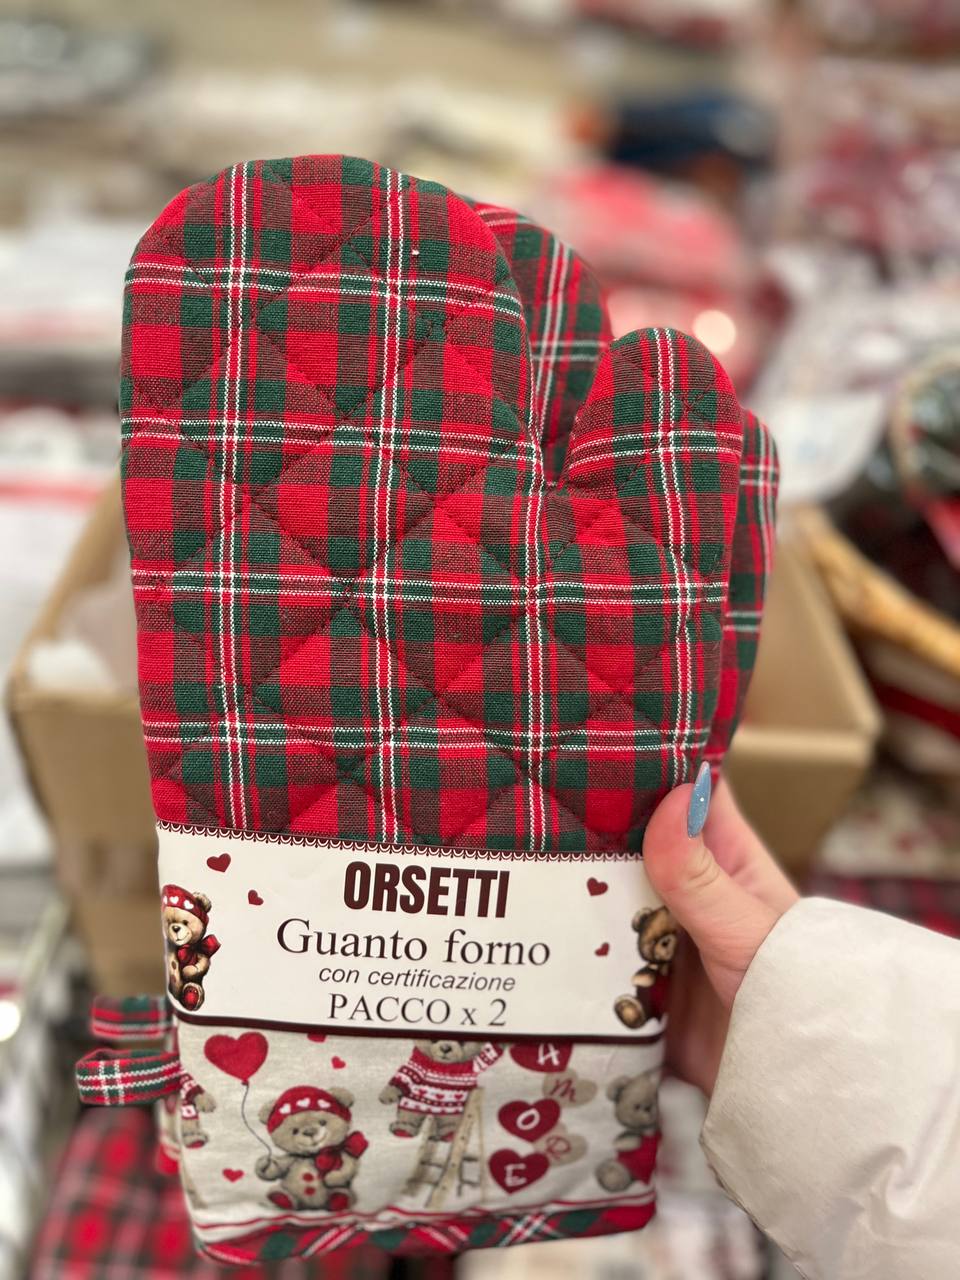 ORSETTI
Guanto forno
con certificazione
PACCO x 2
A
m
O
R
E